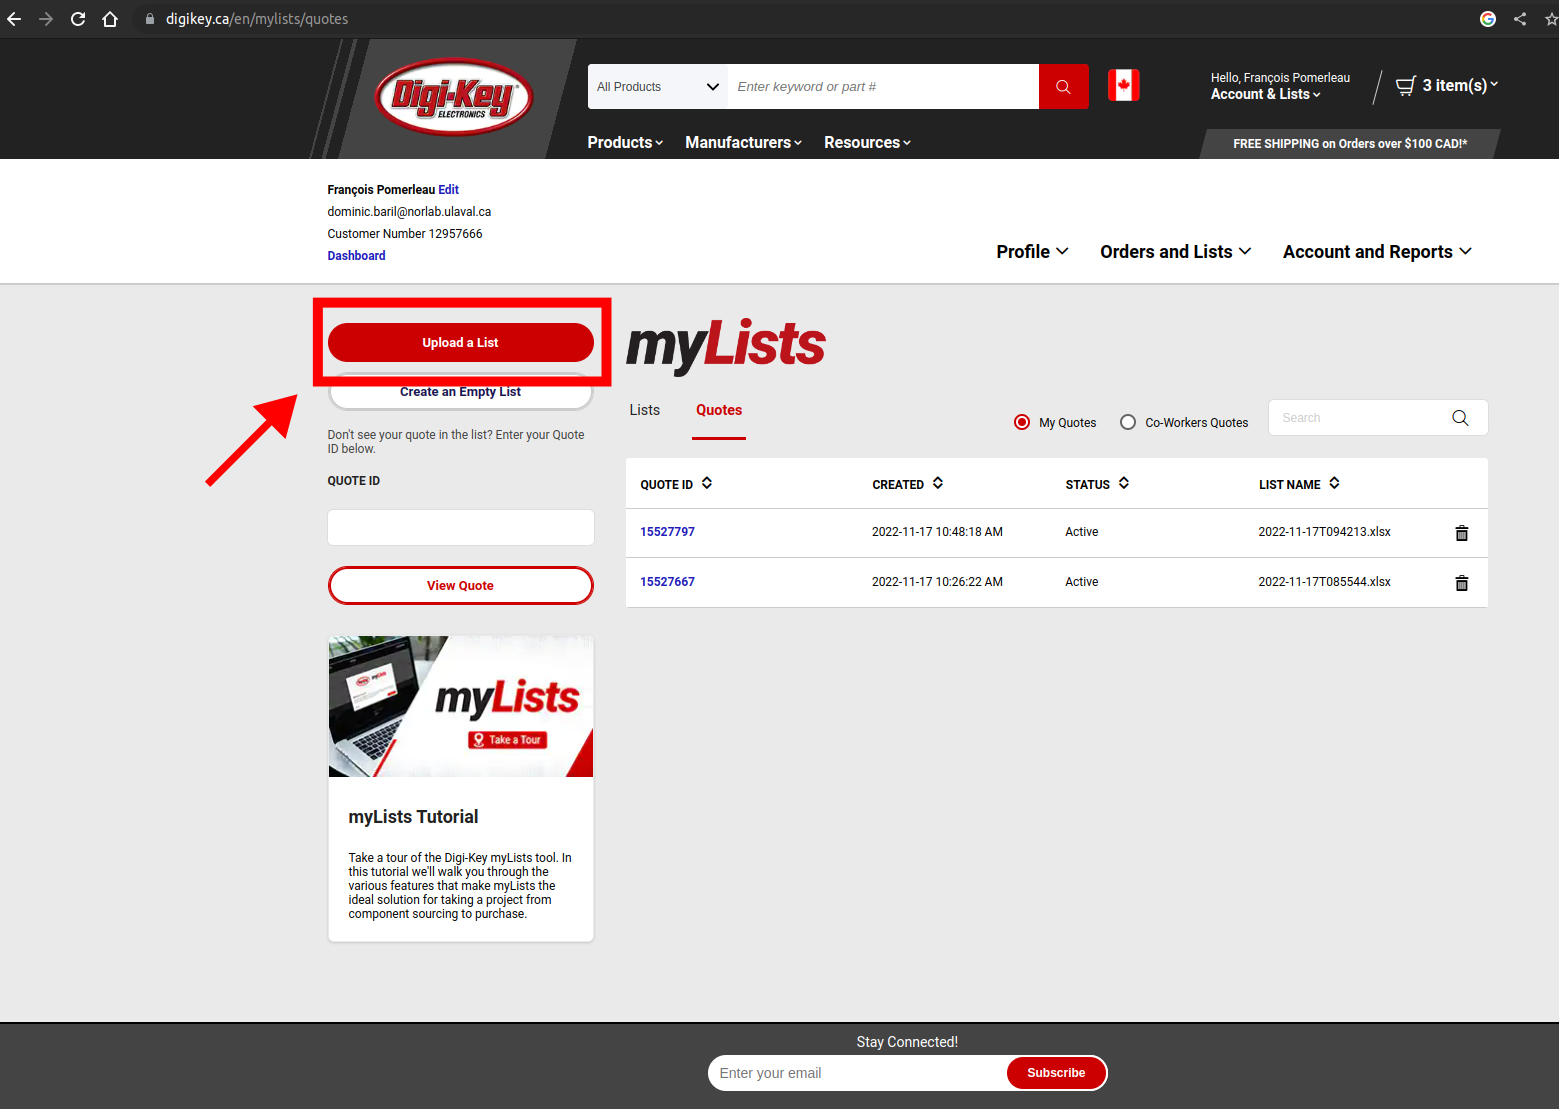 digikey.ca/en/mylists/quotes
Digi-Key
ELECTRONICS
All Products
Enter keyword or part #
Hello, François Pomerleau
Account & Lists
3 item(s)
Products
Manufacturers
Resources
FREE SHIPPING on Orders over $100 CAD!*
François Pomerleau Edit
dominic.baril@norlab.ulaval.ca
Customer Number 12957666
Dashboard
Profile
Orders and Lists
Account and Reports
Upload a List
Create an Empty List
Don't see your quote in the list? Enter your Quote
ID below.
QUOTE ID
View Quote
myLists
Take a Tour
myLists Tutorial
Take a tour of the Digi-Key myLists tool. In
this tutorial we'll walk you through the
various features that make myLists the
ideal solution for taking a project from
component sourcing to purchase.
myLists
Lists
Quotes
My Quotes
Co-Workers Quotes
Search
QUOTE ID CREATED STATUS LIST NAME
15527797 2022-11-17 10:48:18 AM Active 2022-11-17T094213.xlsx
15527667 2022-11-17 10:26:22 AM Active 2022-11-17T085544.xlsx
Stay Connected!
Enter your email
Subscribe